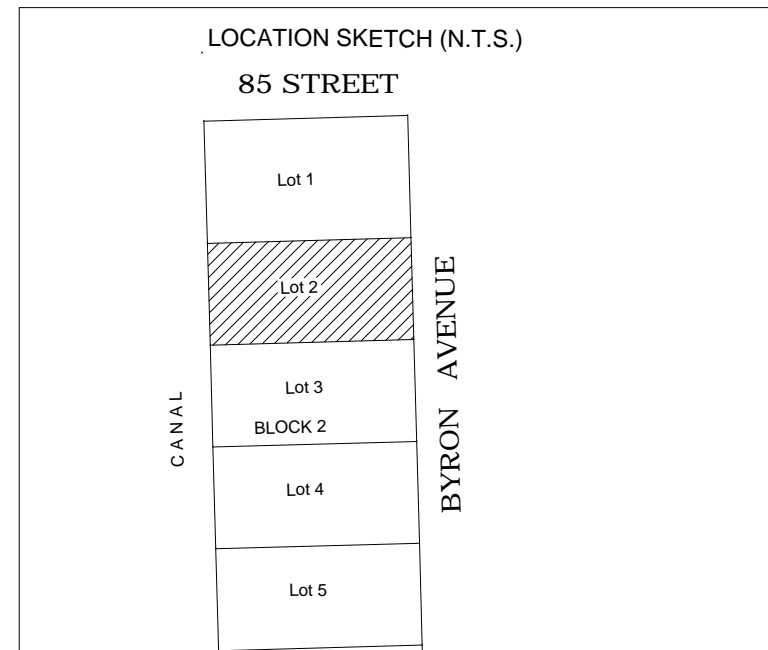 LOCATION SKETCH (N.T.S.)
85 STREET
Lot 1
Lot 2
Lot 3
BLOCK 2
Lot 4
Lot 5
CANAL
BYRON AVENUE